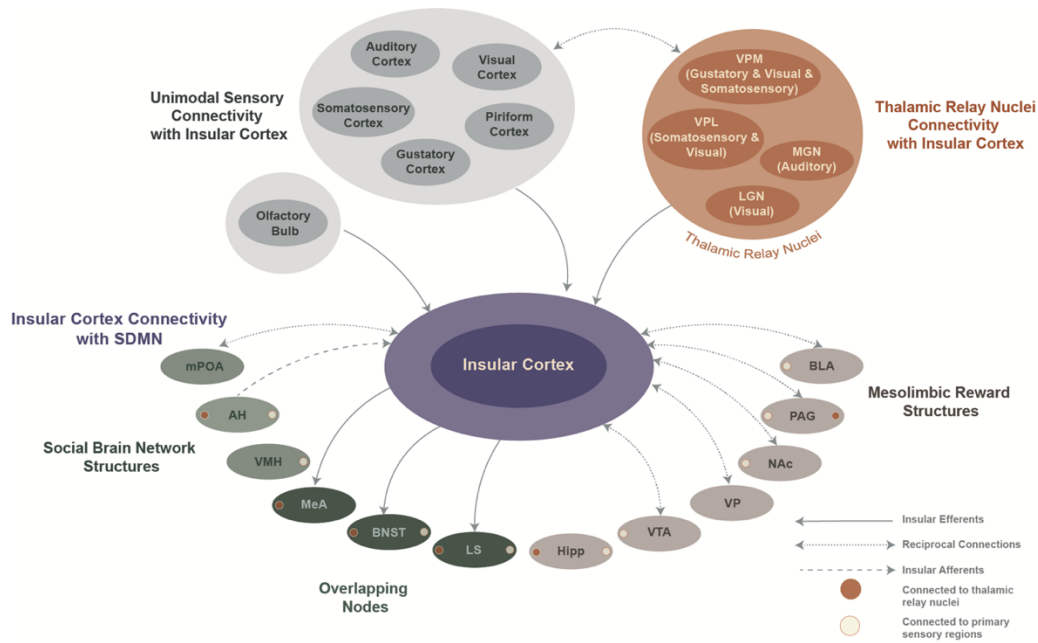 Auditory
Cortex
Visual
Cortex
Somatosensory
Cortex
Piriform
Cortex
Gustatory
Cortex
Unimodal Sensory
Connectivity
with Insular Cortex
VPM
(Gustatory & Visual &
Somatosensory)
VPL
(Somatosensory &
Visual)
MGN
(Auditory)
LGN
(Visual)
Thalamic Relay Nuclei
Thalamic Relay Nuclei
Connectivity
with Insular Cortex
Olfactory
Bulb
Insular Cortex Connectivity
with SDMN
Insular Cortex
mPOA
AH
Social Brain Network
Structures
VMH
MeA
BNST
LS
Overlapping
Nodes
Hipp
VTA
VP
NAc
PAG
BLA
Mesolimbic Reward
Structures
Insular Efferents
Reciprocal Connections
Insular Afferents
Connected to thalamic
relay nuclei
Connected to primary
sensory regions